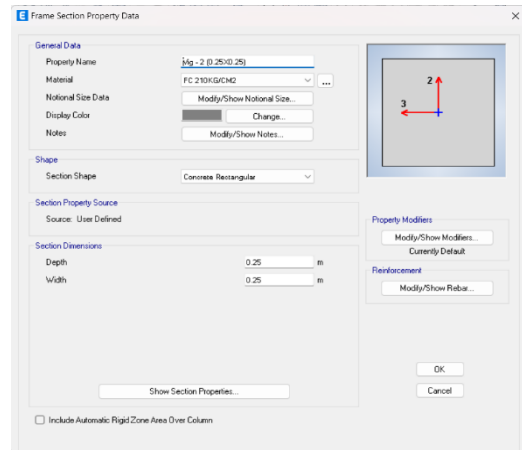 E Frame Section Property Data
General Data
Property Name Vig - 2 (0.25X0.25)
Material FC 210KG/CM2 ...
Notional Size Data Modify/Show Notional Size...
Display Color Change...
Notes Modify/Show Notes...
2
3
Shape
Section Shape Concrete Rectangular
Section Property Source
Source: User Defined
Property Modifiers
Modify/Show Modifiers...
Currently Default
Section Dimensions
Depth 0.25 m
Width 0.25 m
Reinforcement
Modify/Show Rebar...
Show Section Properties...
OK
Cancel
Include Automatic Rigid Zone Area Over Column